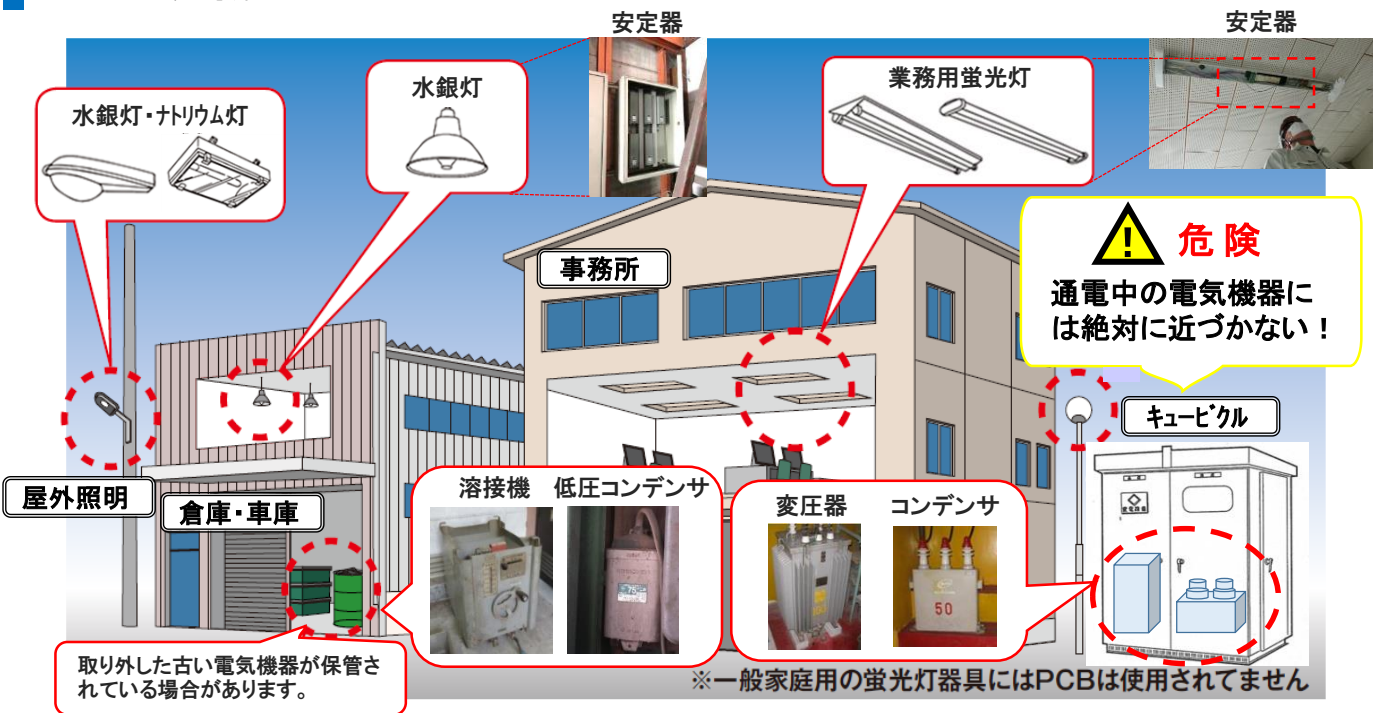 安定器
安定器
水銀灯
業務用蛍光灯
水銀灯・ナトリウム灯
危険
通電中の電気機器に
は絶対に近づかない！
事務所
キュービクル
屋外照明
倉庫・車庫
溶接機
低圧コンデンサ
変圧器
コンデンサ
50
取り外した古い電気機器が保管さ
れている場合があります。
※一般家庭用の蛍光灯器具にはPCBは使用されてません